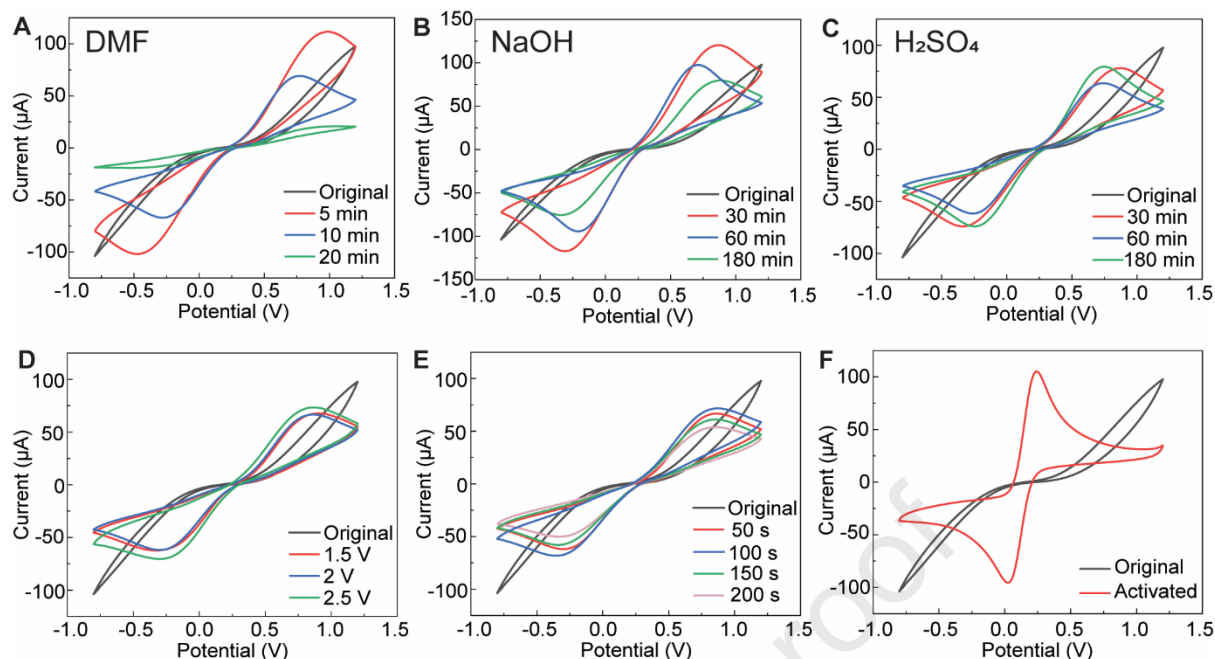 A
DMF
Current (µA)
100
50
0
-50
-100
-1.0 -0.5 0.0 0.5 1.0 1.5
Potential (V)
Original
5 min
10 min
20 min
B
NaOH
Current (µA)
100
50
0
-50
-100
-150
-1.0 -0.5 0.0 0.5 1.0 1.5
Potential (V)
Original
30 min
60 min
180 min
C
H₂SO₄
Current (µA)
100
50
0
-50
-100
-1.0 -0.5 0.0 0.5 1.0 1.5
Potential (V)
Original
30 min
60 min
180 min
D
Current (µA)
100
50
0
-50
-100
-1.0 -0.5 0.0 0.5 1.0 1.5
Potential (V)
Original
1.5 V
2 V
2.5 V
E
Current (µA)
100
50
0
-50
-100
-1.0 -0.5 0.0 0.5 1.0 1.5
Potential (V)
Original
50 s
100 s
150 s
200 s
F
Current (µA)
100
50
0
-50
-100
-1.0 -0.5 0.0 0.5 1.0 1.5
Potential (V)
Original
Activated
roof